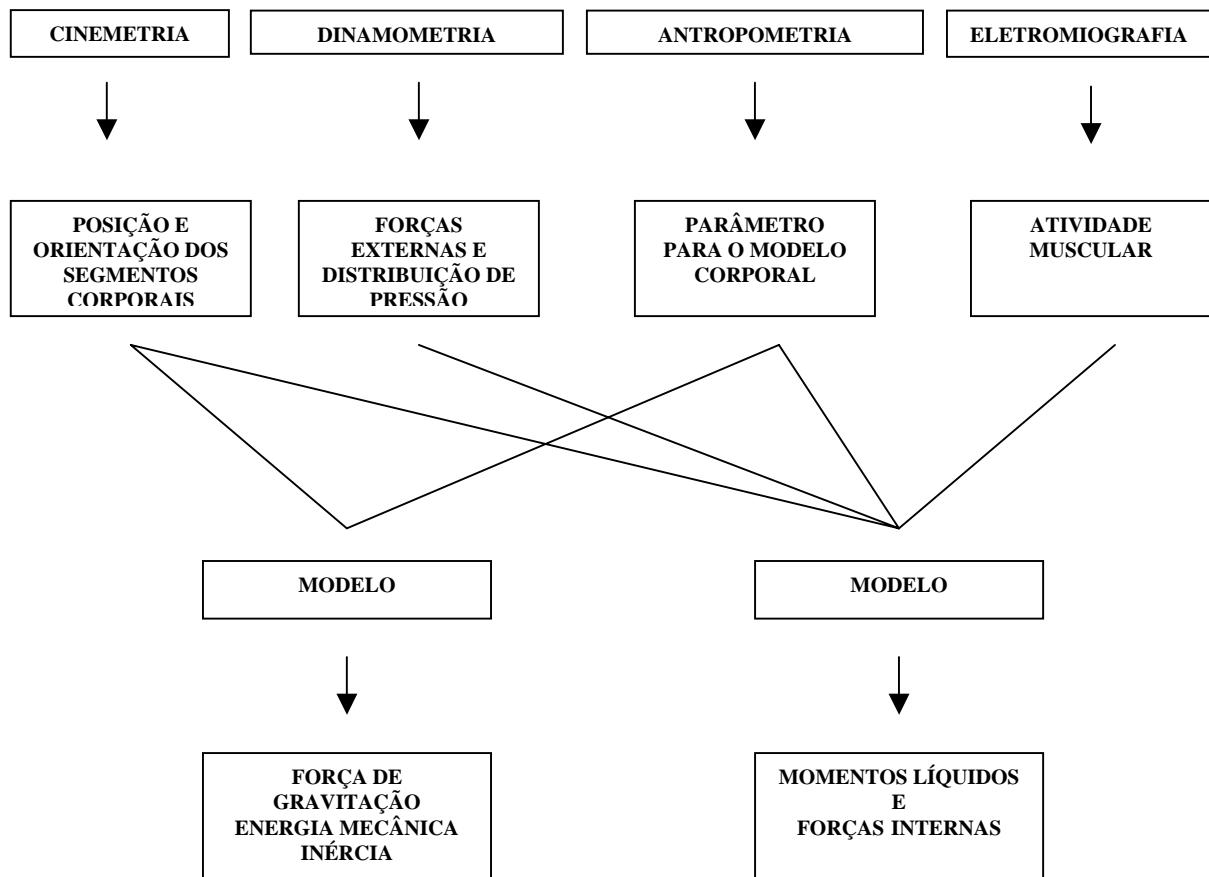 CINEMETRIA
DINAMOMETRIA
ANTROPOMETRIA
ELETROMIOGRAFIA
POSIÇÃO E
ORIENTAÇÃO DOS
SEGMENTOS
CORPORAIS
FORÇAS
EXTERNAS E
DISTRIBUIÇÃO DE
PRESSÃO
PARÂMETRO
PARA O MODELO
CORPORAL
ATIVIDADE
MUSCULAR
MODELO
MODELO
FORÇA DE
GRAVITAÇÃO
ENERGIA MECÂNICA
INÉRCIA
MOMENTOS LÍQUIDOS
E
FORÇAS INTERNAS